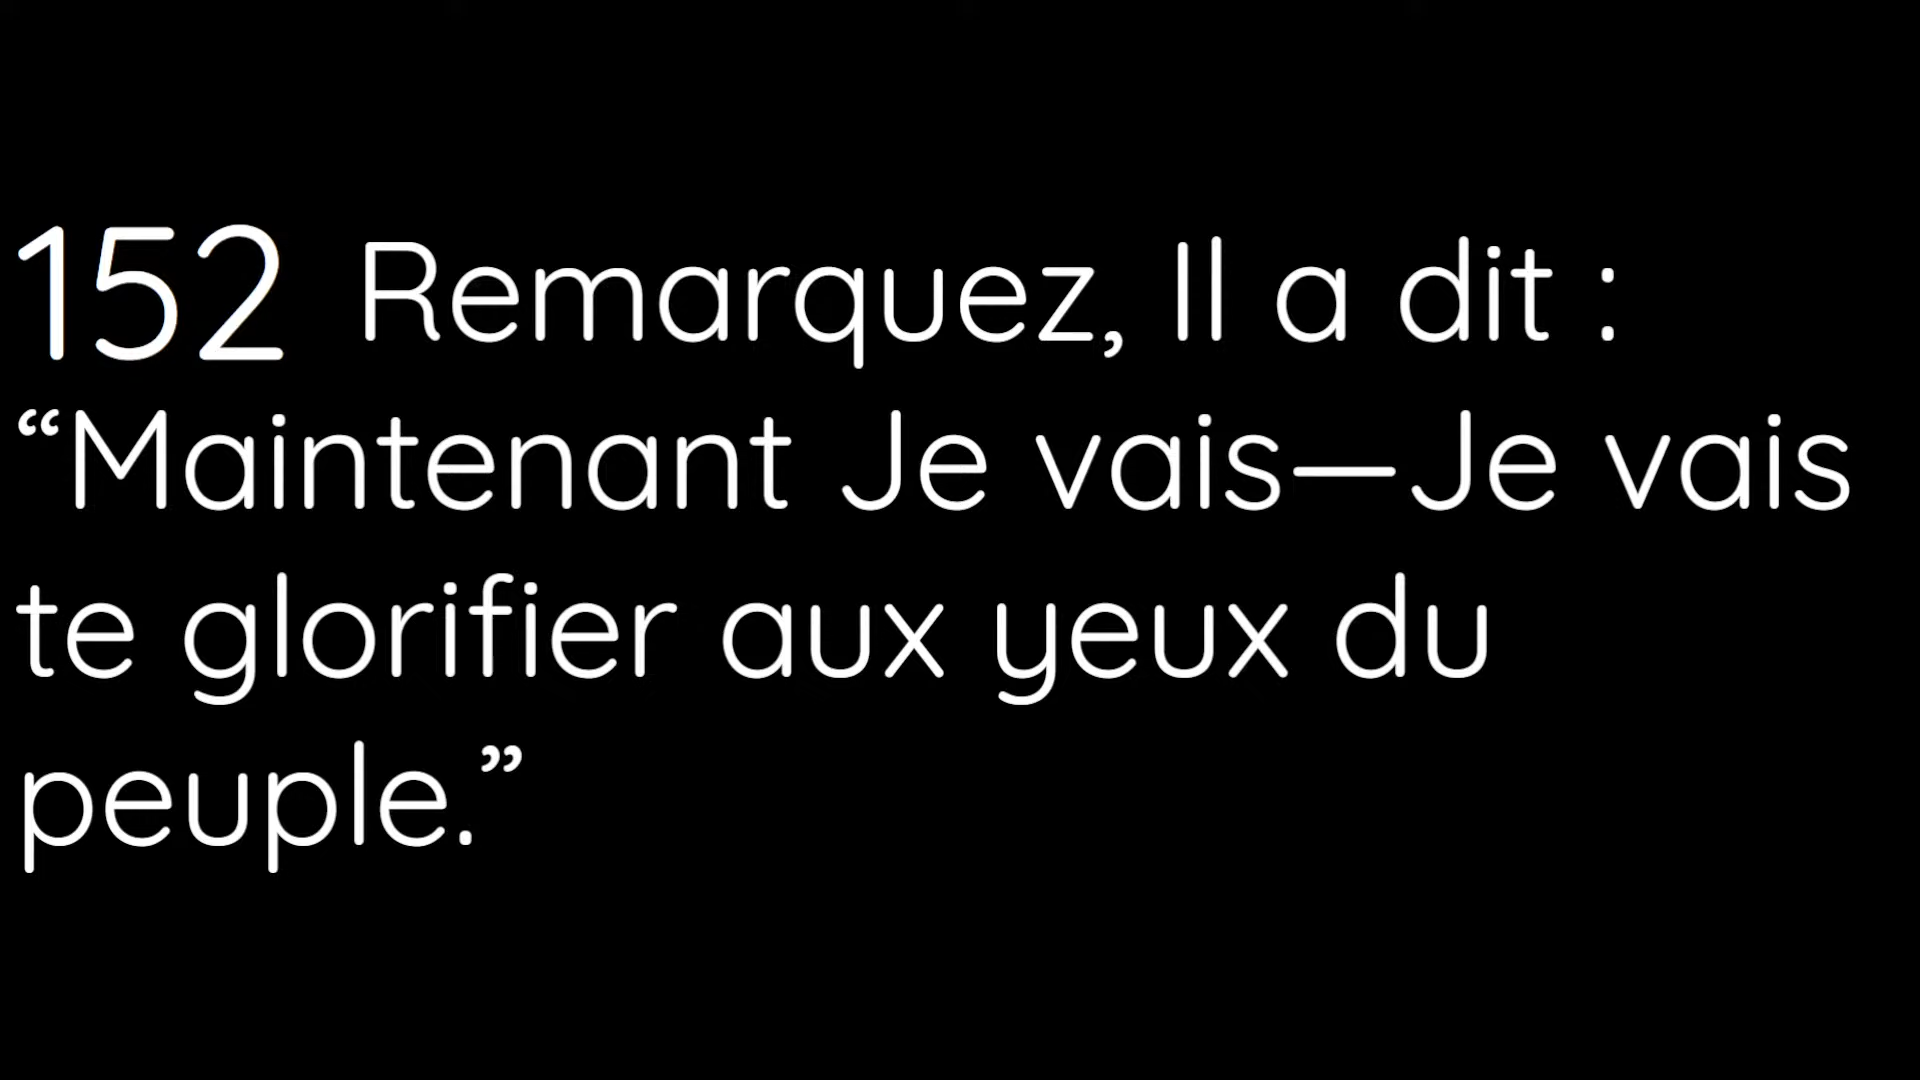 152 Remarquez, Il a dit :
“Maintenant Je vais—Je vais
te glorifier aux yeux du
peuple.”